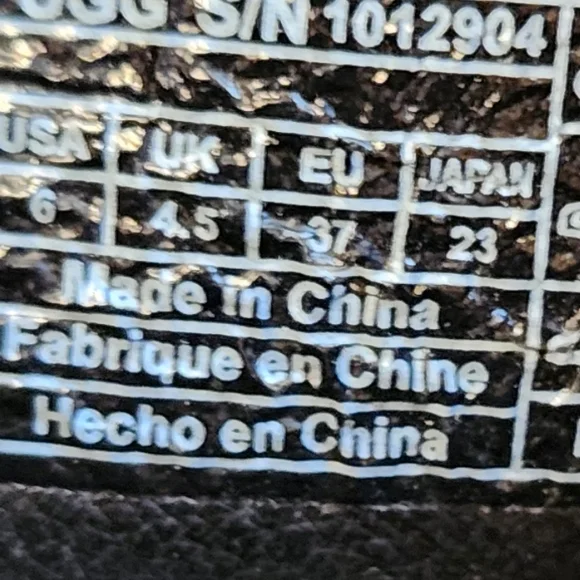 UGG S/N 1012904
USA UK EU JAPAN
6 4.5 37 23
Made in China
Fabrique en Chine
Hecho en China